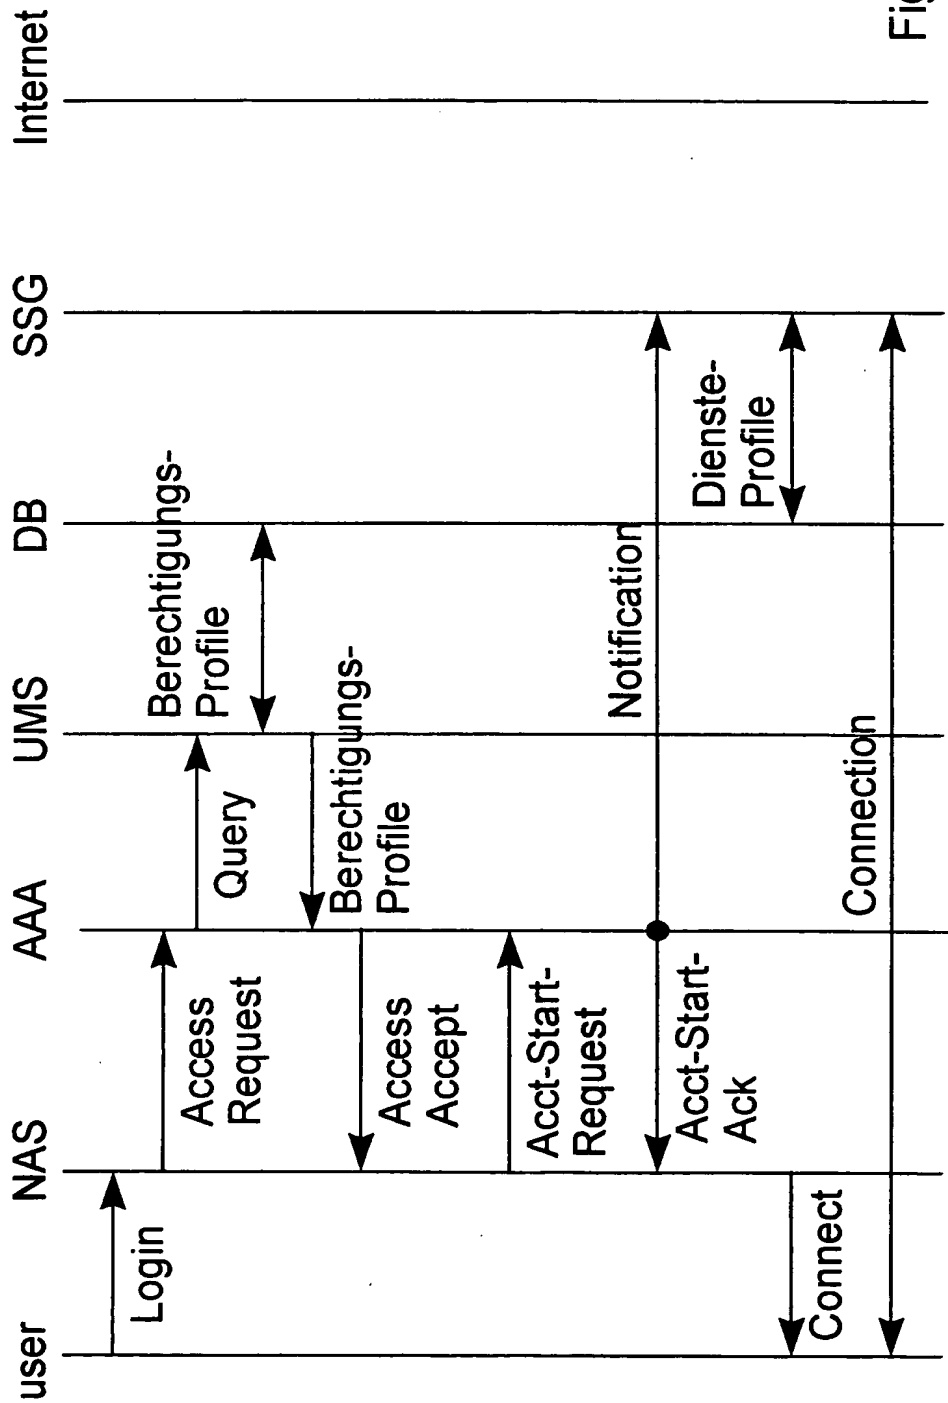 user
NAS
AAA
UMS
DB
SSG
Internet
Login
Access
Request
Query
Berechtigungs-
Profile
Berechtigungs-
Profile
Access
Accept
Acct-Start-
Request
Notification
Acct-Start-
Ack
Dienste-
Profile
Connect
Connection
Fig